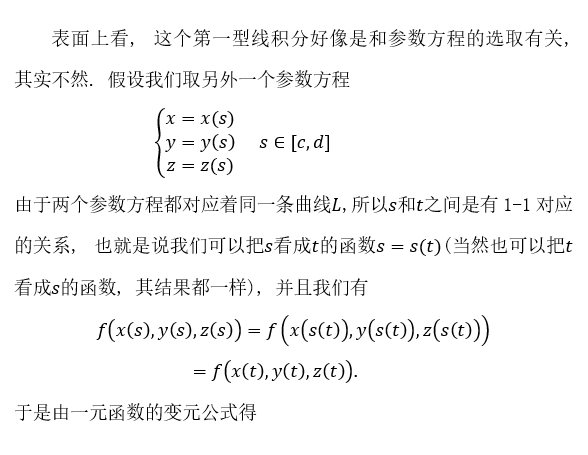 表面上看, 这个第一型线积分好像是和参数方程的选取有关,
其实不然. 假设我们取另外一个参数方程
x = x(s)
y = y(s) s ∈ [c, d]
z = z(s)
由于两个参数方程都对应着同一条曲线L,所以s和t之间是有 1-1 对应
的关系, 也就是说我们可以把s看成t的函数s = s(t)(当然也可以把t
看成s的函数, 其结果都一样), 并且我们有
f(x(s), y(s), z(s)) = f(x(s(t)), y(s(t)), z(s(t)))
= f(x(t), y(t), z(t)).
于是由一元函数的变元公式得